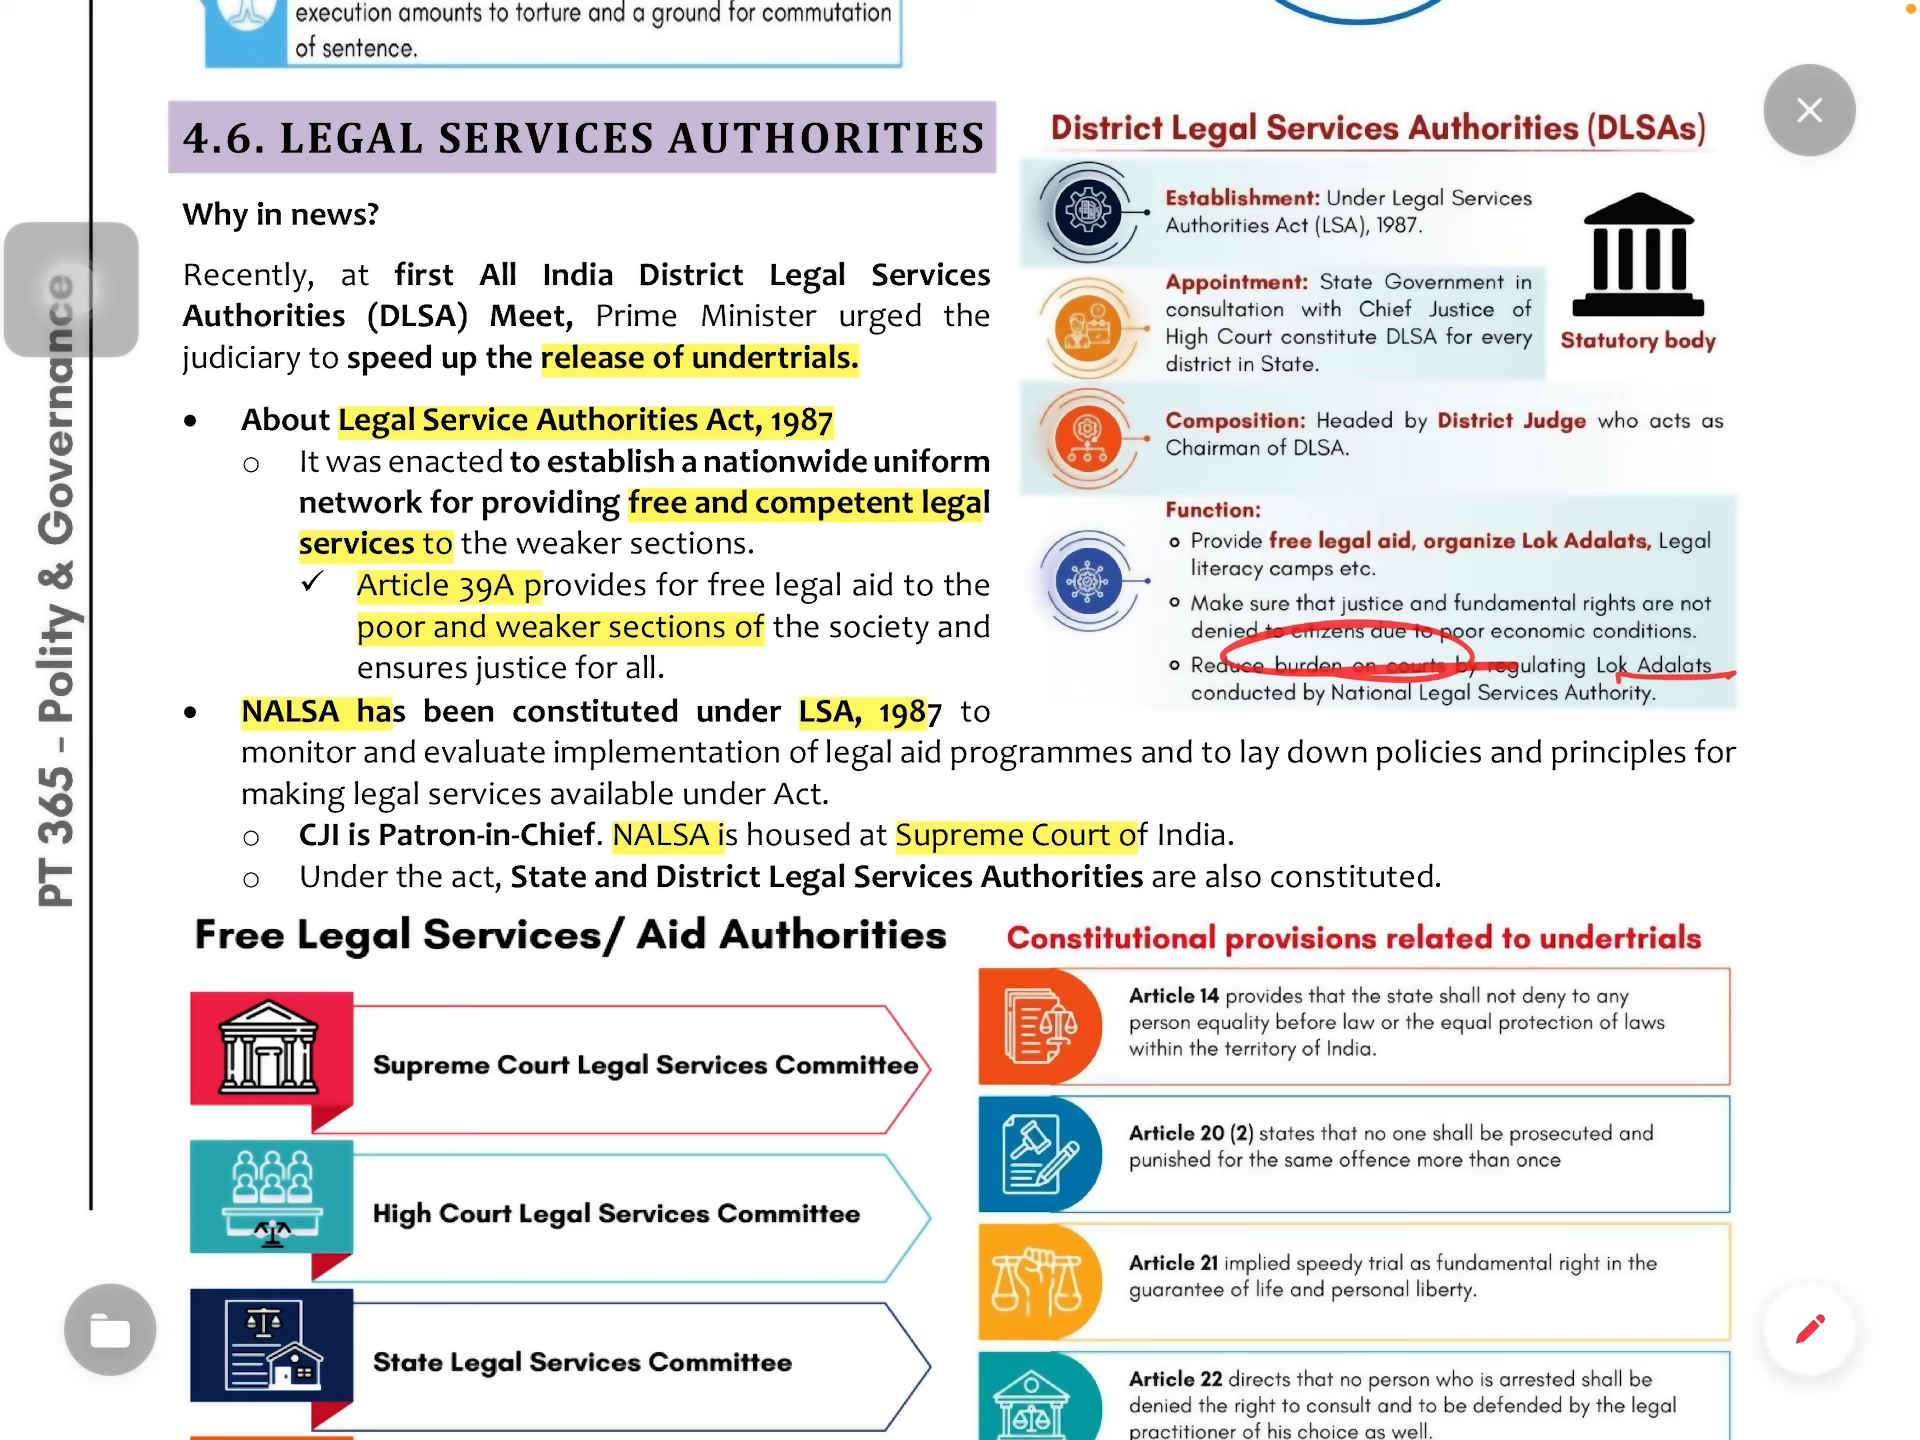 execution amounts to torture and a ground for commutation
of sentence.
4.6. LEGAL SERVICES AUTHORITIES
Why in news?
Recently, at first All India District Legal Services
Authorities (DLSA) Meet, Prime Minister urged the
judiciary to speed up the release of undertrials.
• About Legal Service Authorities Act, 1987
o It was enacted to establish a nationwide uniform
network for providing free and competent legal
services to the weaker sections.
✓ Article 39A provides for free legal aid to the
poor and weaker sections of the society and
ensures justice for all.
• NALSA has been constituted under LSA, 1987 to
monitor and evaluate implementation of legal aid programmes and to lay down policies and principles for
making legal services available under Act.
o CJI is Patron-in-Chief. NALSA is housed at Supreme Court of India.
o Under the act, State and District Legal Services Authorities are also constituted.
District Legal Services Authorities (DLSAs)
Establishment: Under Legal Services
Authorities Act (LSA), 1987.
Appointment: State Government in
consultation with Chief Justice of
High Court constitute DLSA for every
district in State.
Statutory body
Composition: Headed by District Judge who acts as
Chairman of DLSA.
Function:
o Provide free legal aid, organize Lok Adalats, Legal
literacy camps etc.
o Make sure that justice and fundamental rights are not
denied to citizens due to poor economic conditions.
o Reduce burden on courts by regulating Lok Adalats
conducted by National Legal Services Authority.
Free Legal Services/ Aid Authorities
Supreme Court Legal Services Committee
High Court Legal Services Committee
State Legal Services Committee
Constitutional provisions related to undertrials
Article 14 provides that the state shall not deny to any
person equality before law or the equal protection of laws
within the territory of India.
Article 20 (2) states that no one shall be prosecuted and
punished for the same offence more than once
Article 21 implied speedy trial as fundamental right in the
guarantee of life and personal liberty.
Article 22 directs that no person who is arrested shall be
denied the right to consult and to be defended by the legal
practitioner of his choice as well.
PT 365 - Polity & Governance